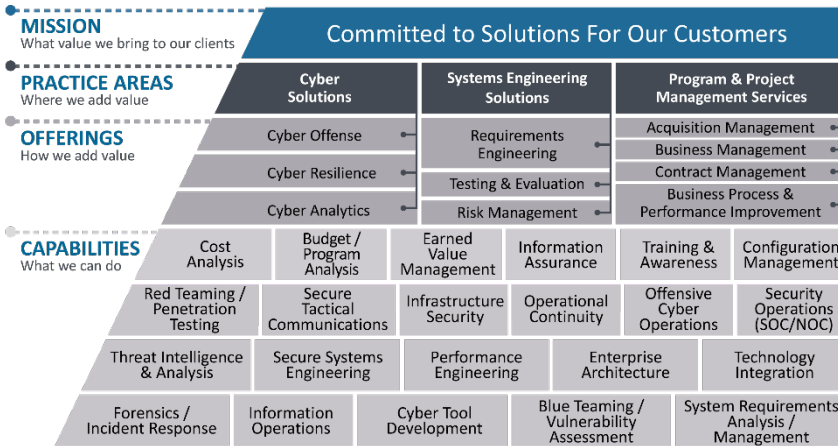 MISSION
What value we bring to our clients
Committed to Solutions For Our Customers
PRACTICE AREAS
Where we add value
Cyber
Solutions
Systems Engineering
Solutions
Program & Project
Management Services
OFFERINGS
How we add value
Cyber Offense
Cyber Resilience
Cyber Analytics
Requirements
Engineering
Testing & Evaluation
Risk Management
Acquisition Management
Business Management
Contract Management
Business Process &
Performance Improvement
CAPABILITIES
What we can do
Cost
Analysis
Budget /
Program
Analysis
Earned
Value
Management
Information
Assurance
Training &
Awareness
Configuration
Management
Red Teaming /
Penetration
Testing
Secure
Tactical
Communications
Infrastructure
Security
Operational
Continuity
Offensive
Cyber
Operations
Security
Operations
(SOC/NOC)
Threat Intelligence
& Analysis
Secure Systems
Engineering
Performance
Engineering
Enterprise
Architecture
Technology
Integration
Forensics /
Incident Response
Information
Operations
Cyber Tool
Development
Blue Teaming /
Vulnerability
Assessment
System Requirements
Analysis /
Management